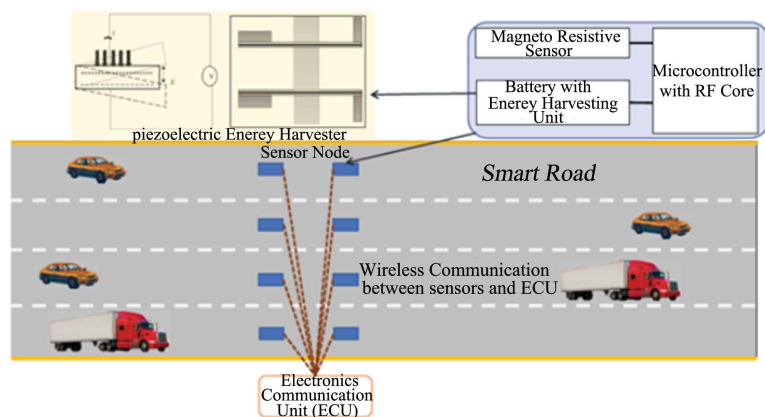 Magneto Resistive
Sensor
Battery with
Enerey Harvesting
Unit
Microcontroller
with RF Core
piezoelectric Enerey Harvester
Sensor Node
Smart Road
Wireless Communication
between sensors and ECU
Electronics
Communication
Unit (ECU)